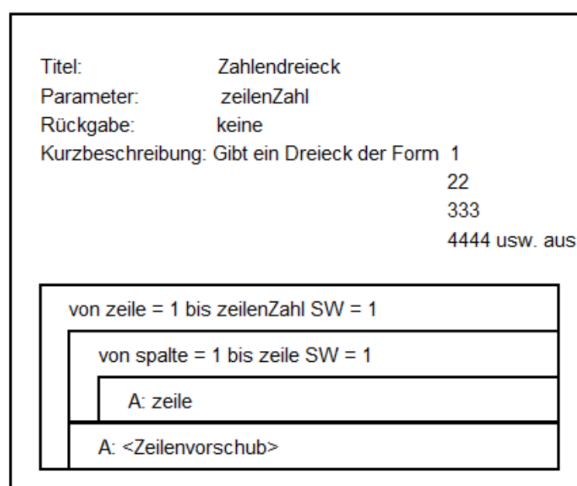 Titel: Zahlendreieck
Parameter: zeilenZahl
Rückgabe: keine
Kurzbeschreibung: Gibt ein Dreieck der Form 1
22
333
4444 usw. aus
von zeile = 1 bis zeilenZahl SW = 1
von spalte = 1 bis zeile SW = 1
A: zeile
A: <Zeilenvorschub>